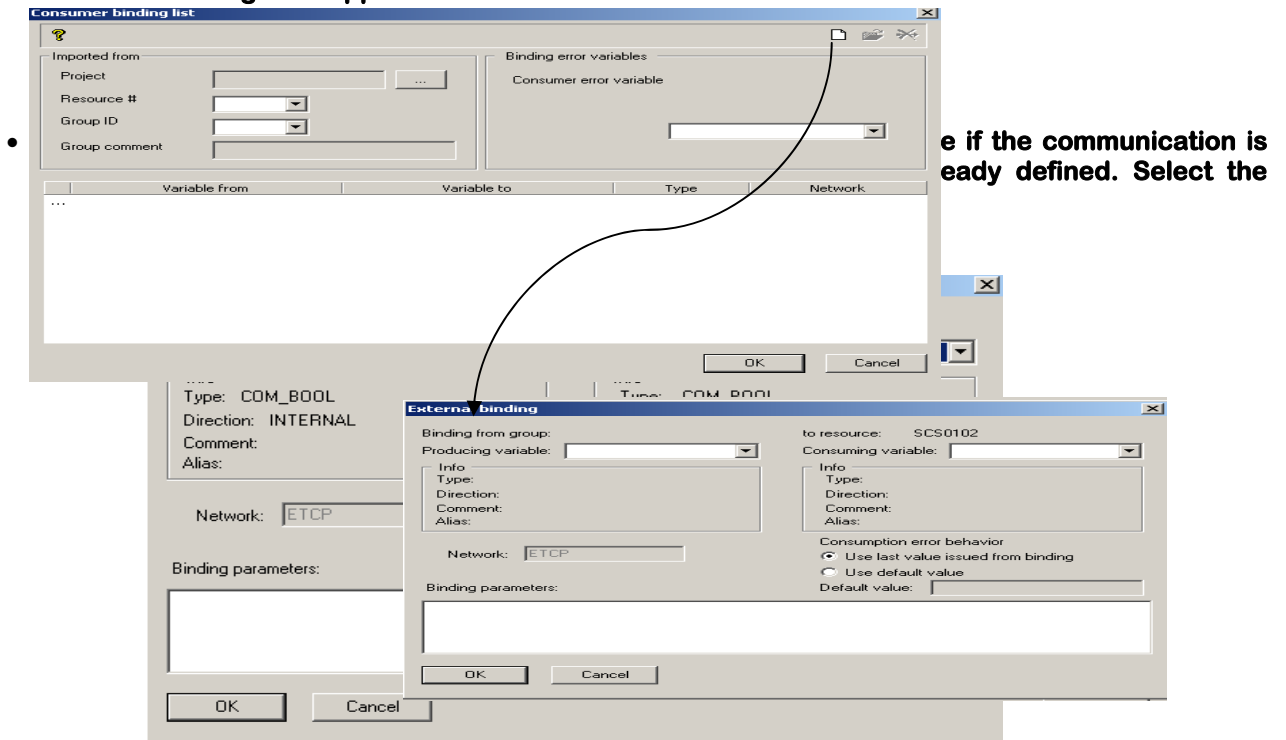 Consumer binding list
Imported from
Project
...
Resource #
Group ID
Group comment
Binding error variables
Consumer error variable
Variable from Variable to Type Network
...
OK Cancel
• e if the communication is
eady defined. Select the
Type: COM_BOOL
Direction: INTERNAL
Comment:
Alias:
Type: COM_BOOL
Network: ETCP
Binding parameters:
OK Cancel
External binding
Binding from group: to resource: SCS0102
Producing variable: Consuming variable:
Info
Type:
Direction:
Comment:
Alias:
Info
Type:
Direction:
Comment:
Alias:
Network: ETCP
Consumption error behavior
Use last value issued from binding
Use default value
Default value:
Binding parameters:
OK Cancel